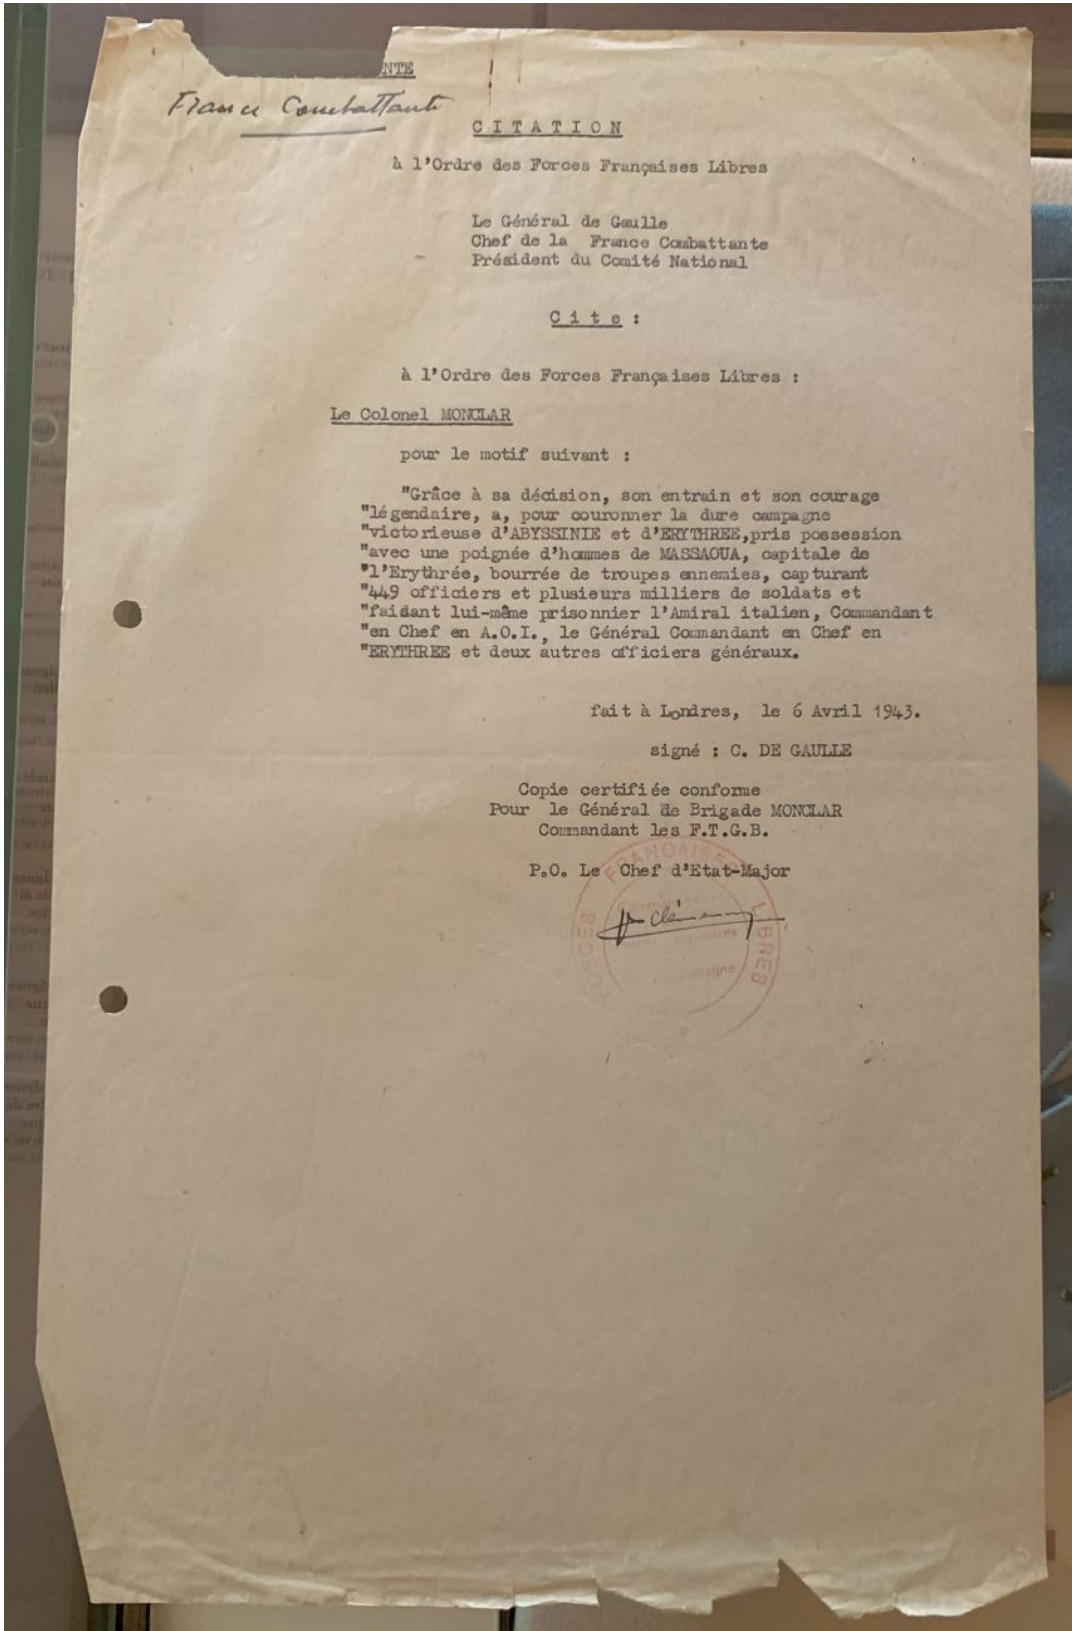 NTE
France Combattante
CITATION
à l'Ordre des Forces Françaises Libres
Le Général de Gaulle
Chef de la France Combattante
Président du Comité National
Cite :
à l'Ordre des Forces Françaises Libres :
Le Colonel MONCLAR
pour le motif suivant :
"Grâce à sa décision, son entrain et son courage
"légendaire, a, pour couronner la dure campagne
"victorieuse d'ABYSSINIE et d'ERYTHREE,pris possession
"avec une poignée d'hommes de MASSAOUA, capitale de
"l'Erythrée, bourrée de troupes ennemies, capturant
"449 officiers et plusieurs milliers de soldats et
"faisant lui-même prisonnier l'Amiral italien, Commandant
"en Chef en A.O.I., le Général Commandant en Chef en
"ERYTHREE et deux autres officiers généraux.
fait à Londres, le 6 Avril 1943.
signé : C. DE GAULLE
Copie certifiée conforme
Pour le Général de Brigade MONCLAR
Commandant les F.T.G.B.
P.O. Le Chef d'Etat-Major
FORCES FRANÇAISES LIBRES